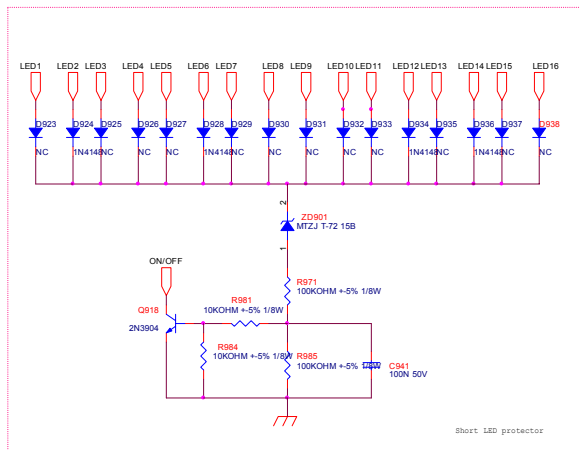 LED1 LED2 LED3 LED4 LED5 LED6 LED7 LED8 LED9 LED10 LED11 LED12 LED13 LED14 LED15 LED16
D923 D924 D925 D926 D927 D928 D929 D930 D931 D932 D933 D934 D935 D936 D937 D938
NC 1N4148 NC NC NC 1N4148 NC NC NC NC NC 1N4148 NC 1N4148 NC NC
2
ZD901
MTZJ T-72 15B
1
ON/OFF
R971
100KOHM +-5% 1/8W
R981
10KOHM +-5% 1/8W
Q918
2N3904
R984
10KOHM +-5% 1/8W
R985
100KOHM +-5% 1/8W
C941
100N 50V
Short LED protector